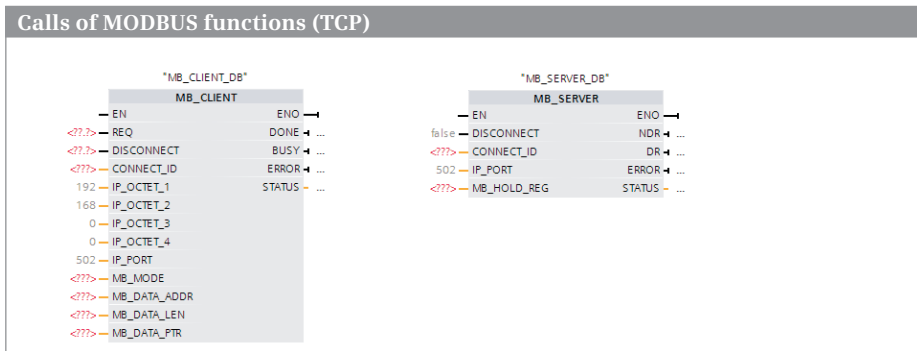 Calls of MODBUS functions (TCP)
"MB_CLIENT_DB"
MB_CLIENT
EN ENO
<??.?> REQ DONE ...
<??.?> DISCONNECT BUSY ...
<???> CONNECT_ID ERROR ...
192 IP_OCTET_1 STATUS ...
168 IP_OCTET_2
0 IP_OCTET_3
0 IP_OCTET_4
502 IP_PORT
<???> MB_MODE
<???> MB_DATA_ADDR
<???> MB_DATA_LEN
<???> MB_DATA_PTR
"MB_SERVER_DB"
MB_SERVER
EN ENO
false DISCONNECT NDR ...
<???> CONNECT_ID DR ...
502 IP_PORT ERROR ...
<???> MB_HOLD_REG STATUS ...